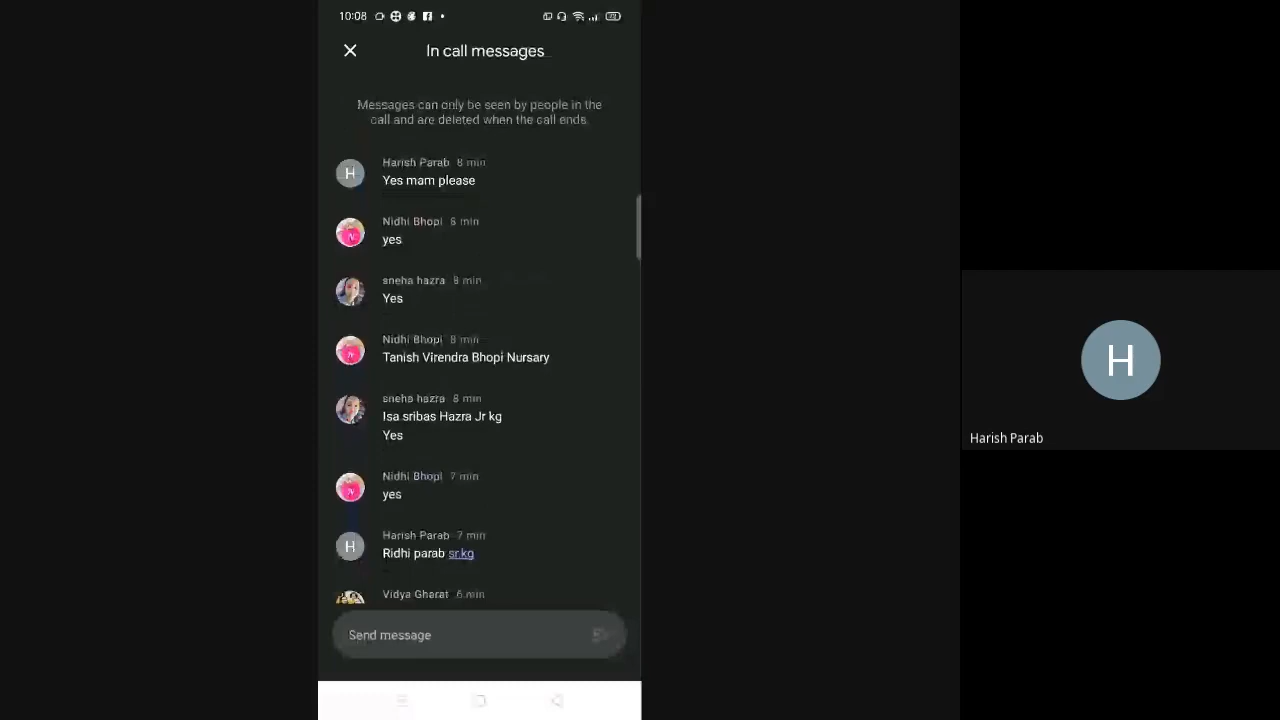 10:08
In call messages
Messages can only be seen by people in the
call and are deleted when the call ends.
H
Harish Parab 8 min
Yes mam please
Nidhi Bhopi 8 min
yes
sneha hazra 8 min
Yes
Nidhi Bhopi 8 min
Tanish Virendra Bhopi Nursary
sneha hazra 8 min
Isa sribas Hazra Jr kg
Yes
Nidhi Bhopi 7 min
yes
H
Harish Parab 7 min
Ridhi parab sr.kg
Vidya Gharat 6 min
Send message
H
Harish Parab